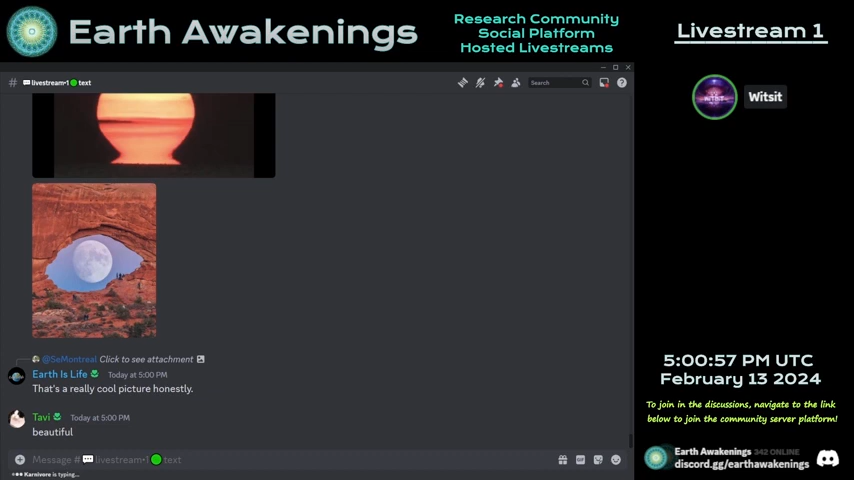 Earth Awakenings
Research Community
Social Platform
Hosted Livestreams
Livestream 1
# livestream-1 text
Search
Witsit
@SeMontreal Click to see attachment
Earth Is Life Today at 5:00 PM
That's a really cool picture honestly.
Tavi Today at 5:00 PM
beautiful
Message # livestream-1 text
Karnivore is typing...
5:00:57 PM UTC
February 13 2024
To join in the discussions, navigate to the link
below to join the community server platform!
Earth Awakenings 342 ONLINE
discord.gg/earthawakenings